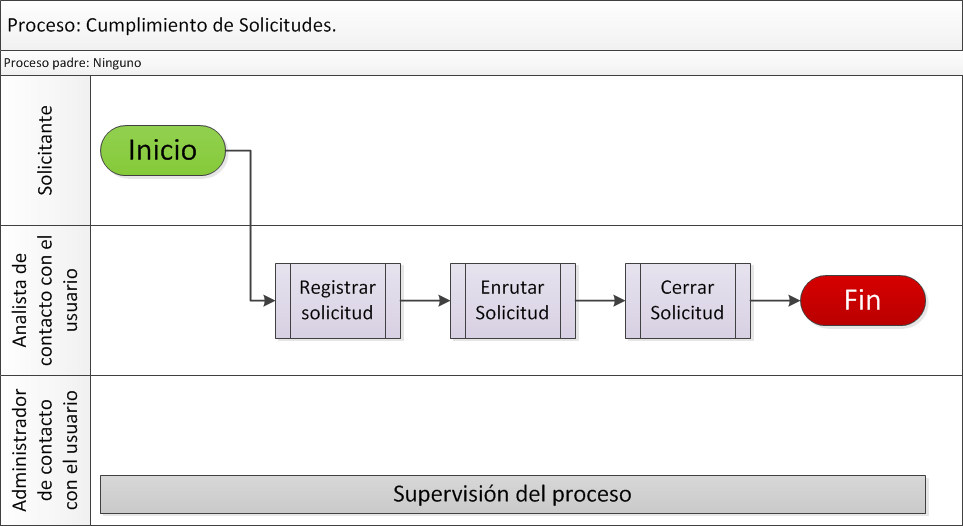 Proceso: Cumplimiento de Solicitudes.
Proceso padre: Ninguno
Solicitante
Inicio
Analista de
contacto con el
usuario
Registrar
solicitud
Enrutar
Solicitud
Cerrar
Solicitud
Fin
Administrador
de contacto
con el usuario
Supervisión del proceso